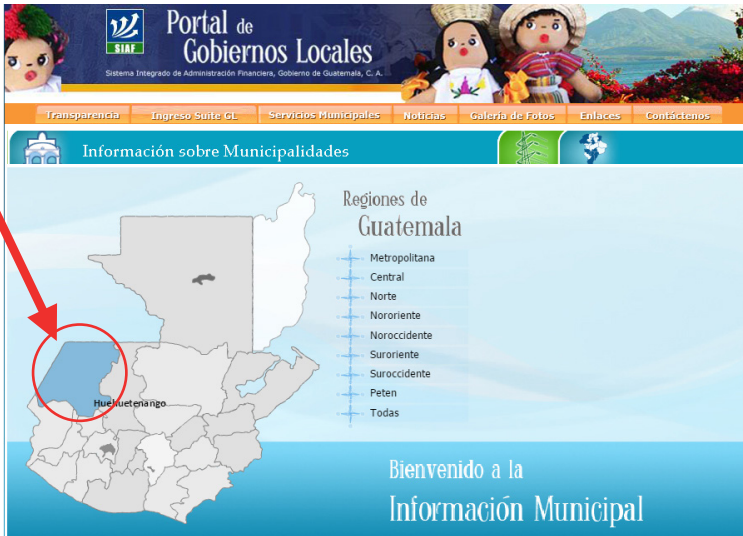 Portal de
Gobiernos Locales
SIAF
Sistema Integrado de Administración Financiera, Gobierno de Guatemala, C. A.
Transparencia Ingreso Suite GL Servicios Municipales Noticias Galería de Fotos Enlaces Contáctenos
Información sobre Municipalidades
Regiones de
Guatemala
Metropolitana
Central
Norte
Nororiente
Noroccidente
Suroriente
Suroccidente
Peten
Todas
Huehuetenango
Bienvenido a la
Información Municipal